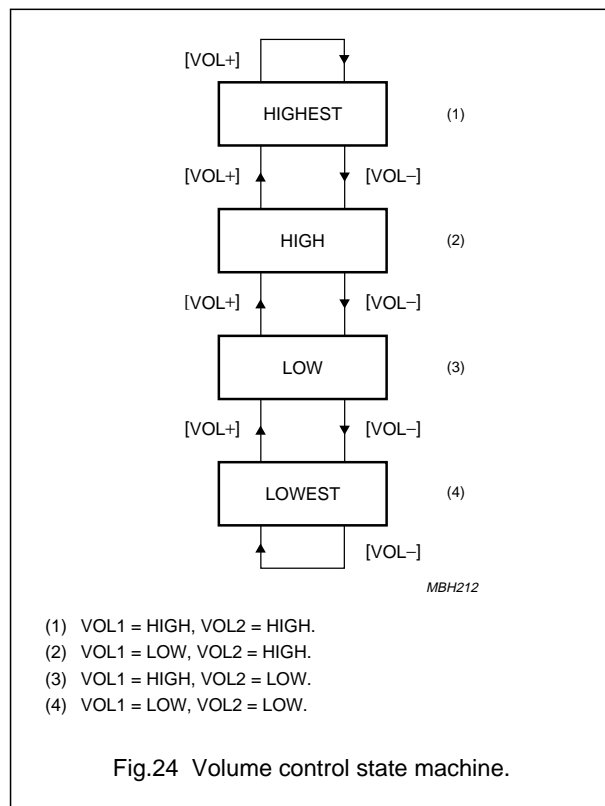 [VOL+]
HIGHEST (1)
[VOL+] [VOL−]
HIGH (2)
[VOL+] [VOL−]
LOW (3)
[VOL+] [VOL−]
LOWEST (4)
[VOL−]
MBH212
(1) VOL1 = HIGH, VOL2 = HIGH.
(2) VOL1 = LOW, VOL2 = HIGH.
(3) VOL1 = HIGH, VOL2 = LOW.
(4) VOL1 = LOW, VOL2 = LOW.
Fig.24 Volume control state machine.